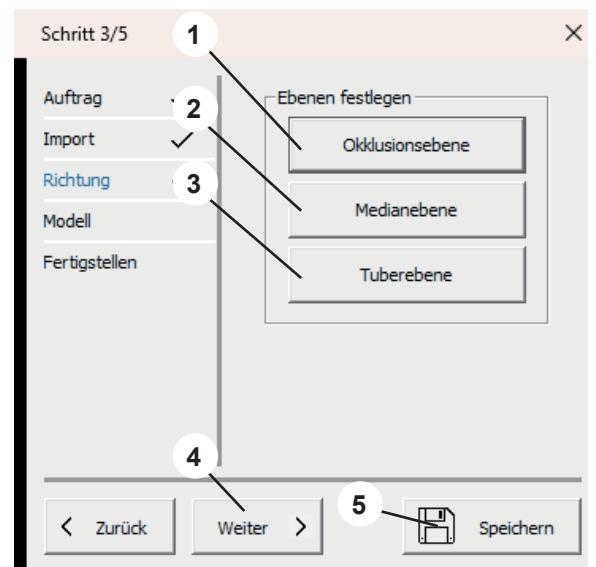 Schritt 3/5
1
Auftrag
Ebenen festlegen
2
Import
Okklusionsebene
Richtung
3
Medianebene
Modell
Fertigstellen
Tuberebene
4
5
Zurück
Weiter
Speichern